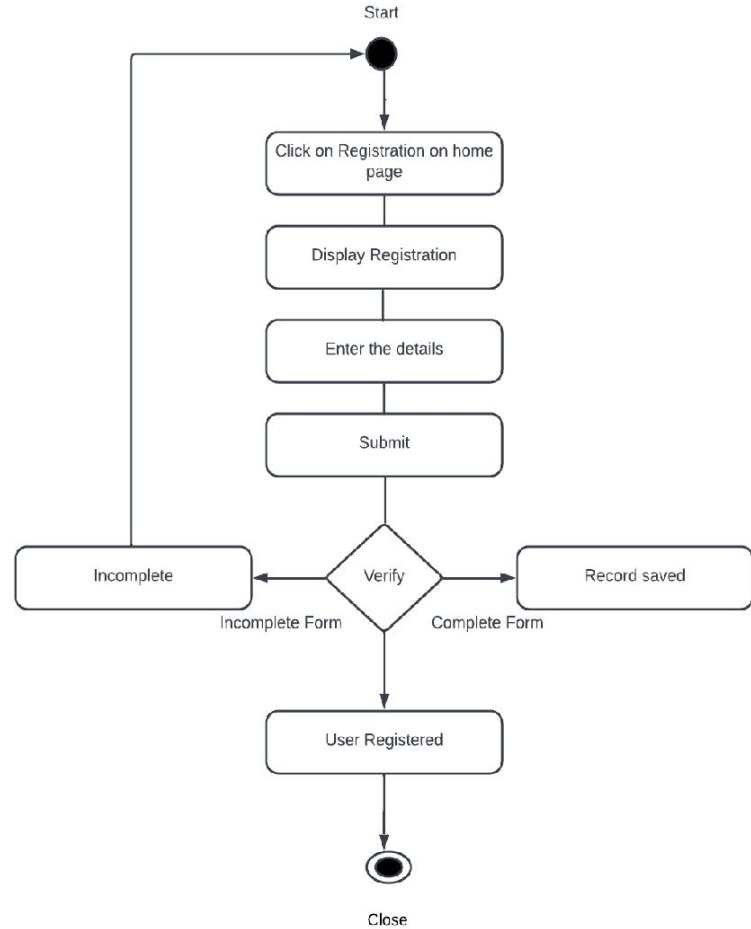 Start
Click on Registration on home
page
Display Registration
Enter the details
Submit
Incomplete
Verify
Record saved
Incomplete Form
Complete Form
User Registered
Close